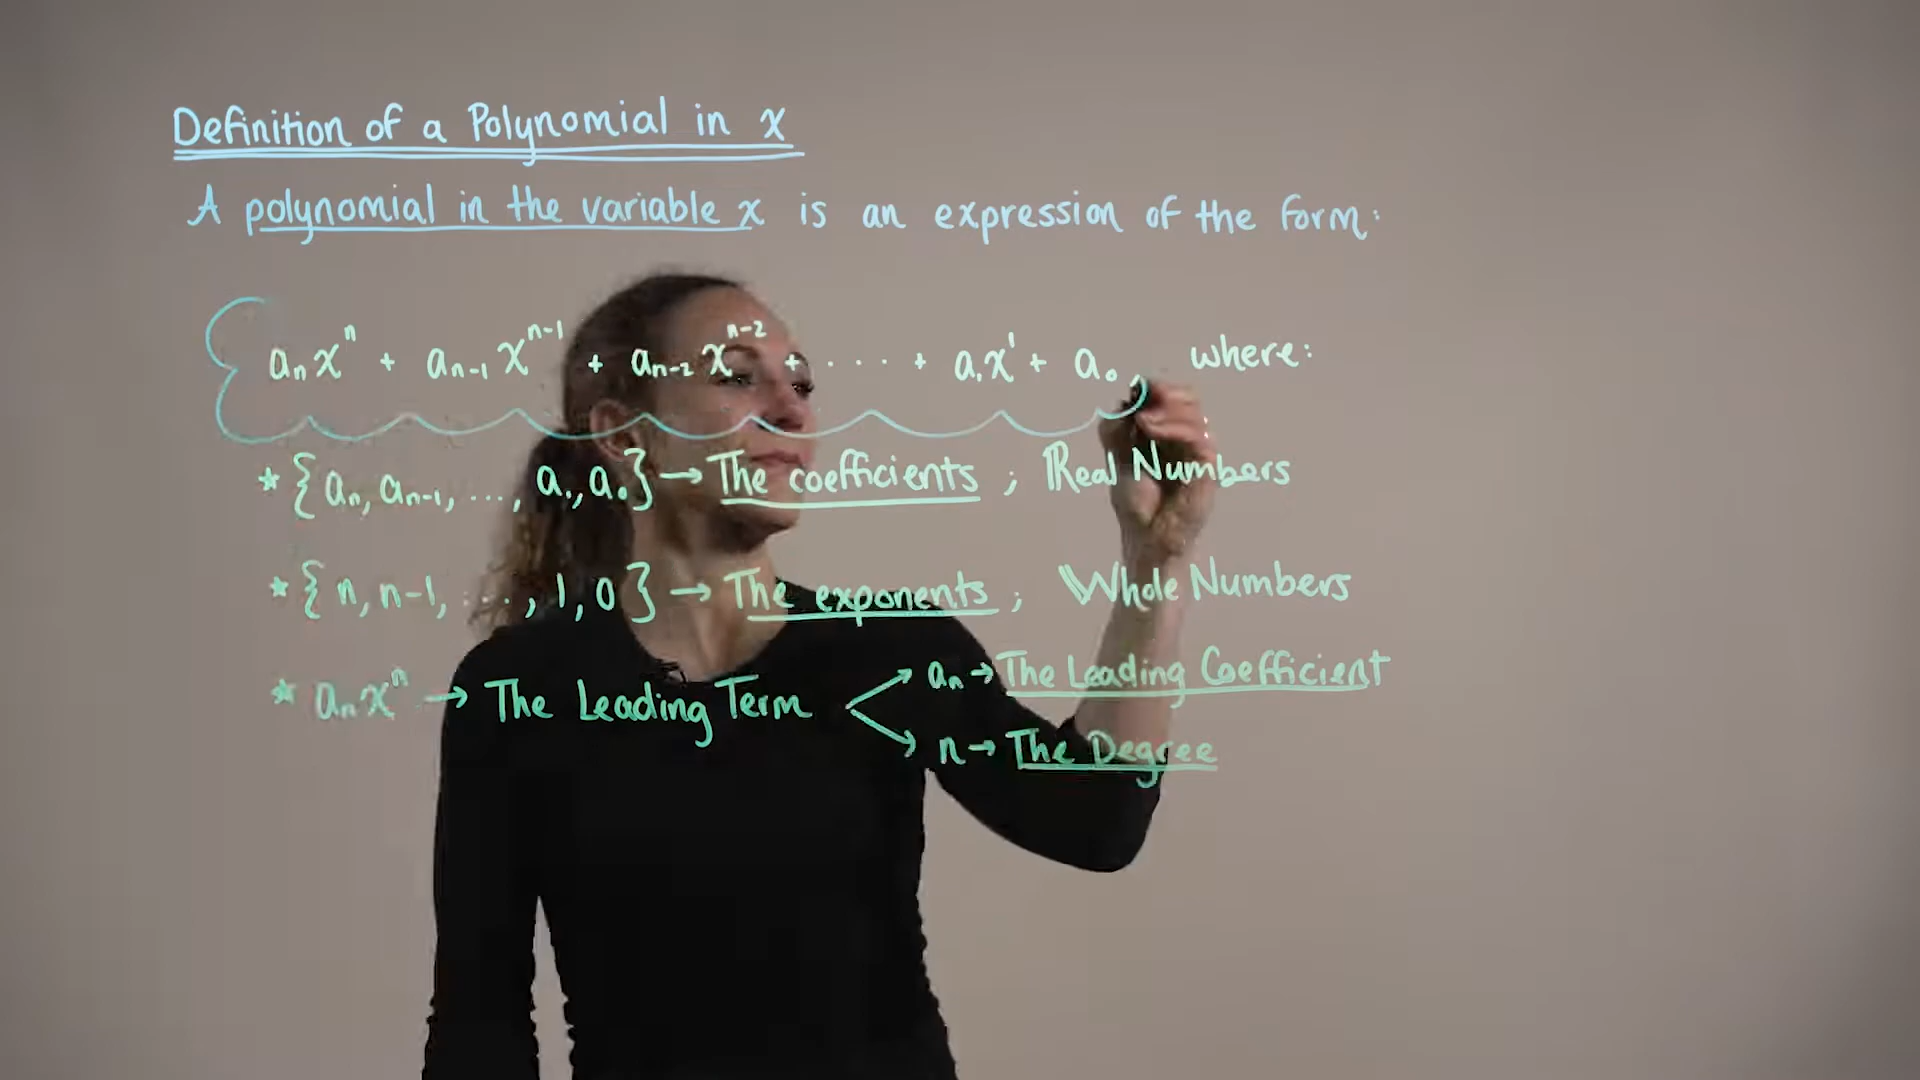 Definition of a Polynomial in x
A polynomial in the variable x is an expression of the form:
aₙxⁿ + aₙ₋₁xⁿ⁻¹ + aₙ₋₂xⁿ⁻² + · · · · + a₁x¹ + a₀, where:
* {aₙ, aₙ₋₁, ..., a₁, a₀} → The coefficients ; Real Numbers
* {n, n-1, ..., 1, 0} → The exponents ; Whole Numbers
* aₙxⁿ → The Leading Term
aₙ → The Leading Coefficient
n → The Degree